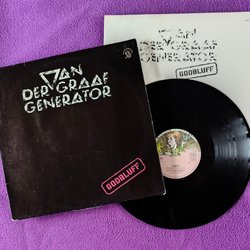 VAN
DER GRAAF
GENERATOR
GODBLUFF
VAN
DER GRAAF
GENERATOR
GODBLUFF